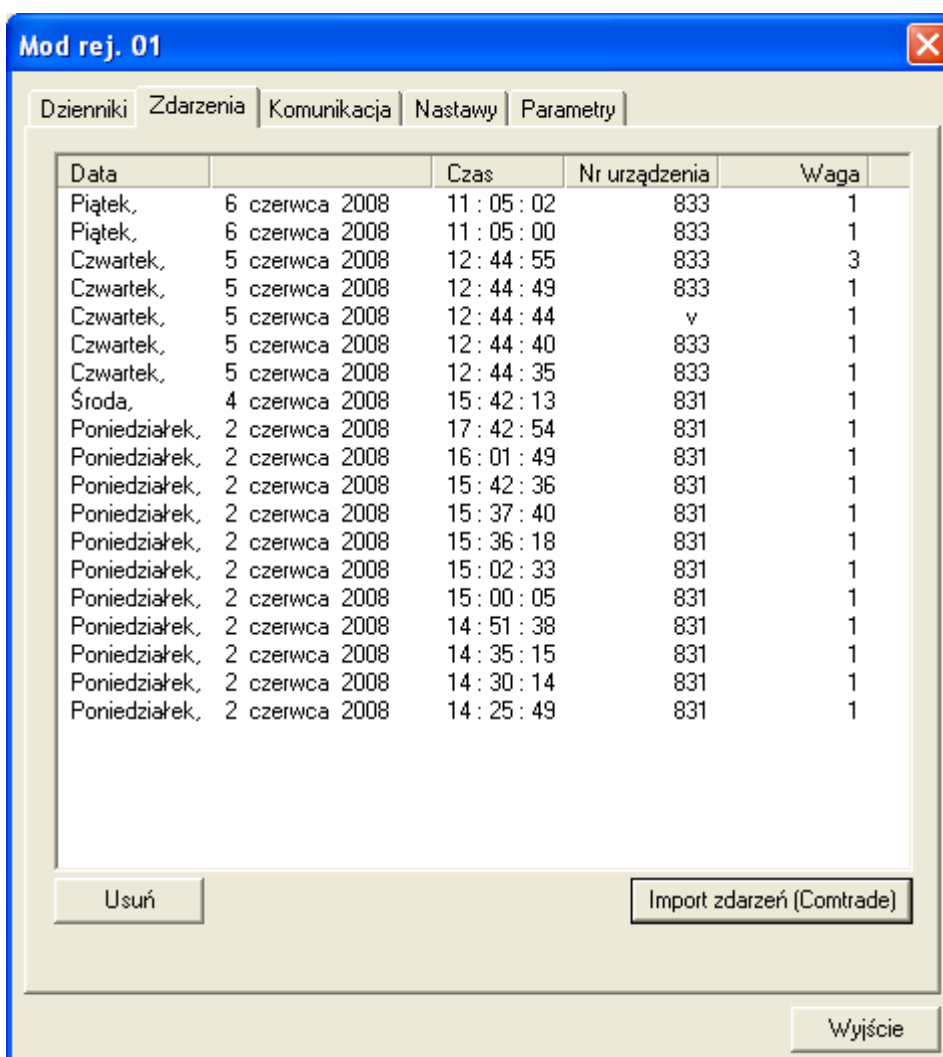 Mod rej. 01
Dzienniki Zdarzenia Komunikacja Nastawy Parametry
Data Czas Nr urządzenia Waga
Piątek, 6 czerwca 2008 11 : 05 : 02 833 1
Piątek, 6 czerwca 2008 11 : 05 : 00 833 1
Czwartek, 5 czerwca 2008 12 : 44 : 55 833 3
Czwartek, 5 czerwca 2008 12 : 44 : 49 833 1
Czwartek, 5 czerwca 2008 12 : 44 : 44 v 1
Czwartek, 5 czerwca 2008 12 : 44 : 40 833 1
Czwartek, 5 czerwca 2008 12 : 44 : 35 833 1
Środa, 4 czerwca 2008 15 : 42 : 13 831 1
Poniedziałek, 2 czerwca 2008 17 : 42 : 54 831 1
Poniedziałek, 2 czerwca 2008 16 : 01 : 49 831 1
Poniedziałek, 2 czerwca 2008 15 : 42 : 36 831 1
Poniedziałek, 2 czerwca 2008 15 : 37 : 40 831 1
Poniedziałek, 2 czerwca 2008 15 : 36 : 18 831 1
Poniedziałek, 2 czerwca 2008 15 : 02 : 33 831 1
Poniedziałek, 2 czerwca 2008 15 : 00 : 05 831 1
Poniedziałek, 2 czerwca 2008 14 : 51 : 38 831 1
Poniedziałek, 2 czerwca 2008 14 : 35 : 15 831 1
Poniedziałek, 2 czerwca 2008 14 : 30 : 14 831 1
Poniedziałek, 2 czerwca 2008 14 : 25 : 49 831 1
Usuń Import zdarzeń (Comtrade)
Wyjście